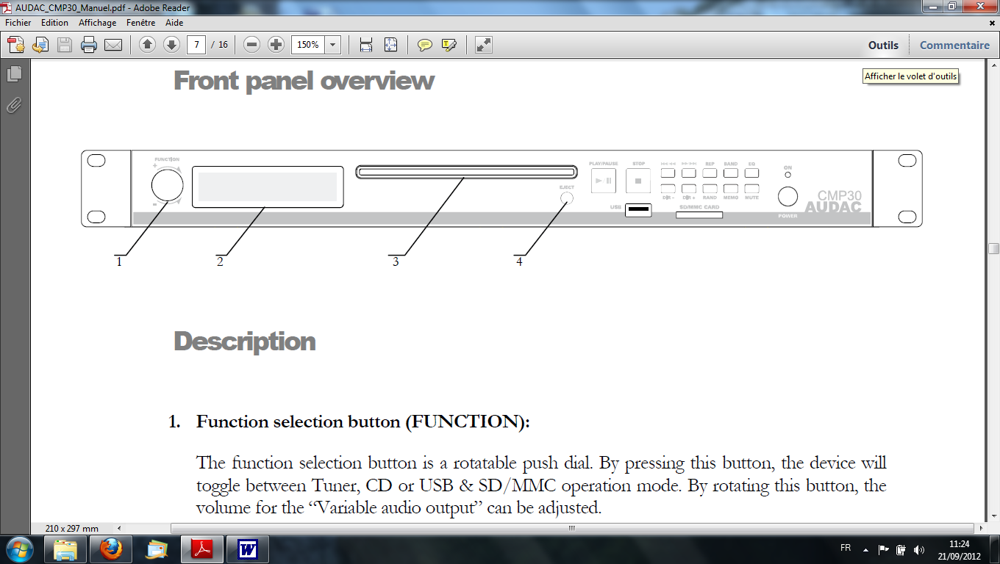 AUDAC_CMP30_Manuel.pdf - Adobe Reader
Fichier Edition Affichage Fenêtre Aide
7 / 16 150% Outils Commentaire
Afficher le volet d'outils
Front panel overview
FUNCTION
+
-
PLAY/PAUSE STOP REP BAND EQ ON
EJECT
DIR - DIR + RAND MEMO MUTE
USB SD/MMC CARD
POWER
CMP30
AUDAC
1 2 3 4
Description
1. Function selection button (FUNCTION):
The function selection button is a rotatable push dial. By pressing this button, the device will
toggle between Tuner, CD or USB & SD/MMC operation mode. By rotating this button, the
volume for the “Variable audio output” can be adjusted.
210 x 297 mm
FR 11:24
21/09/2012